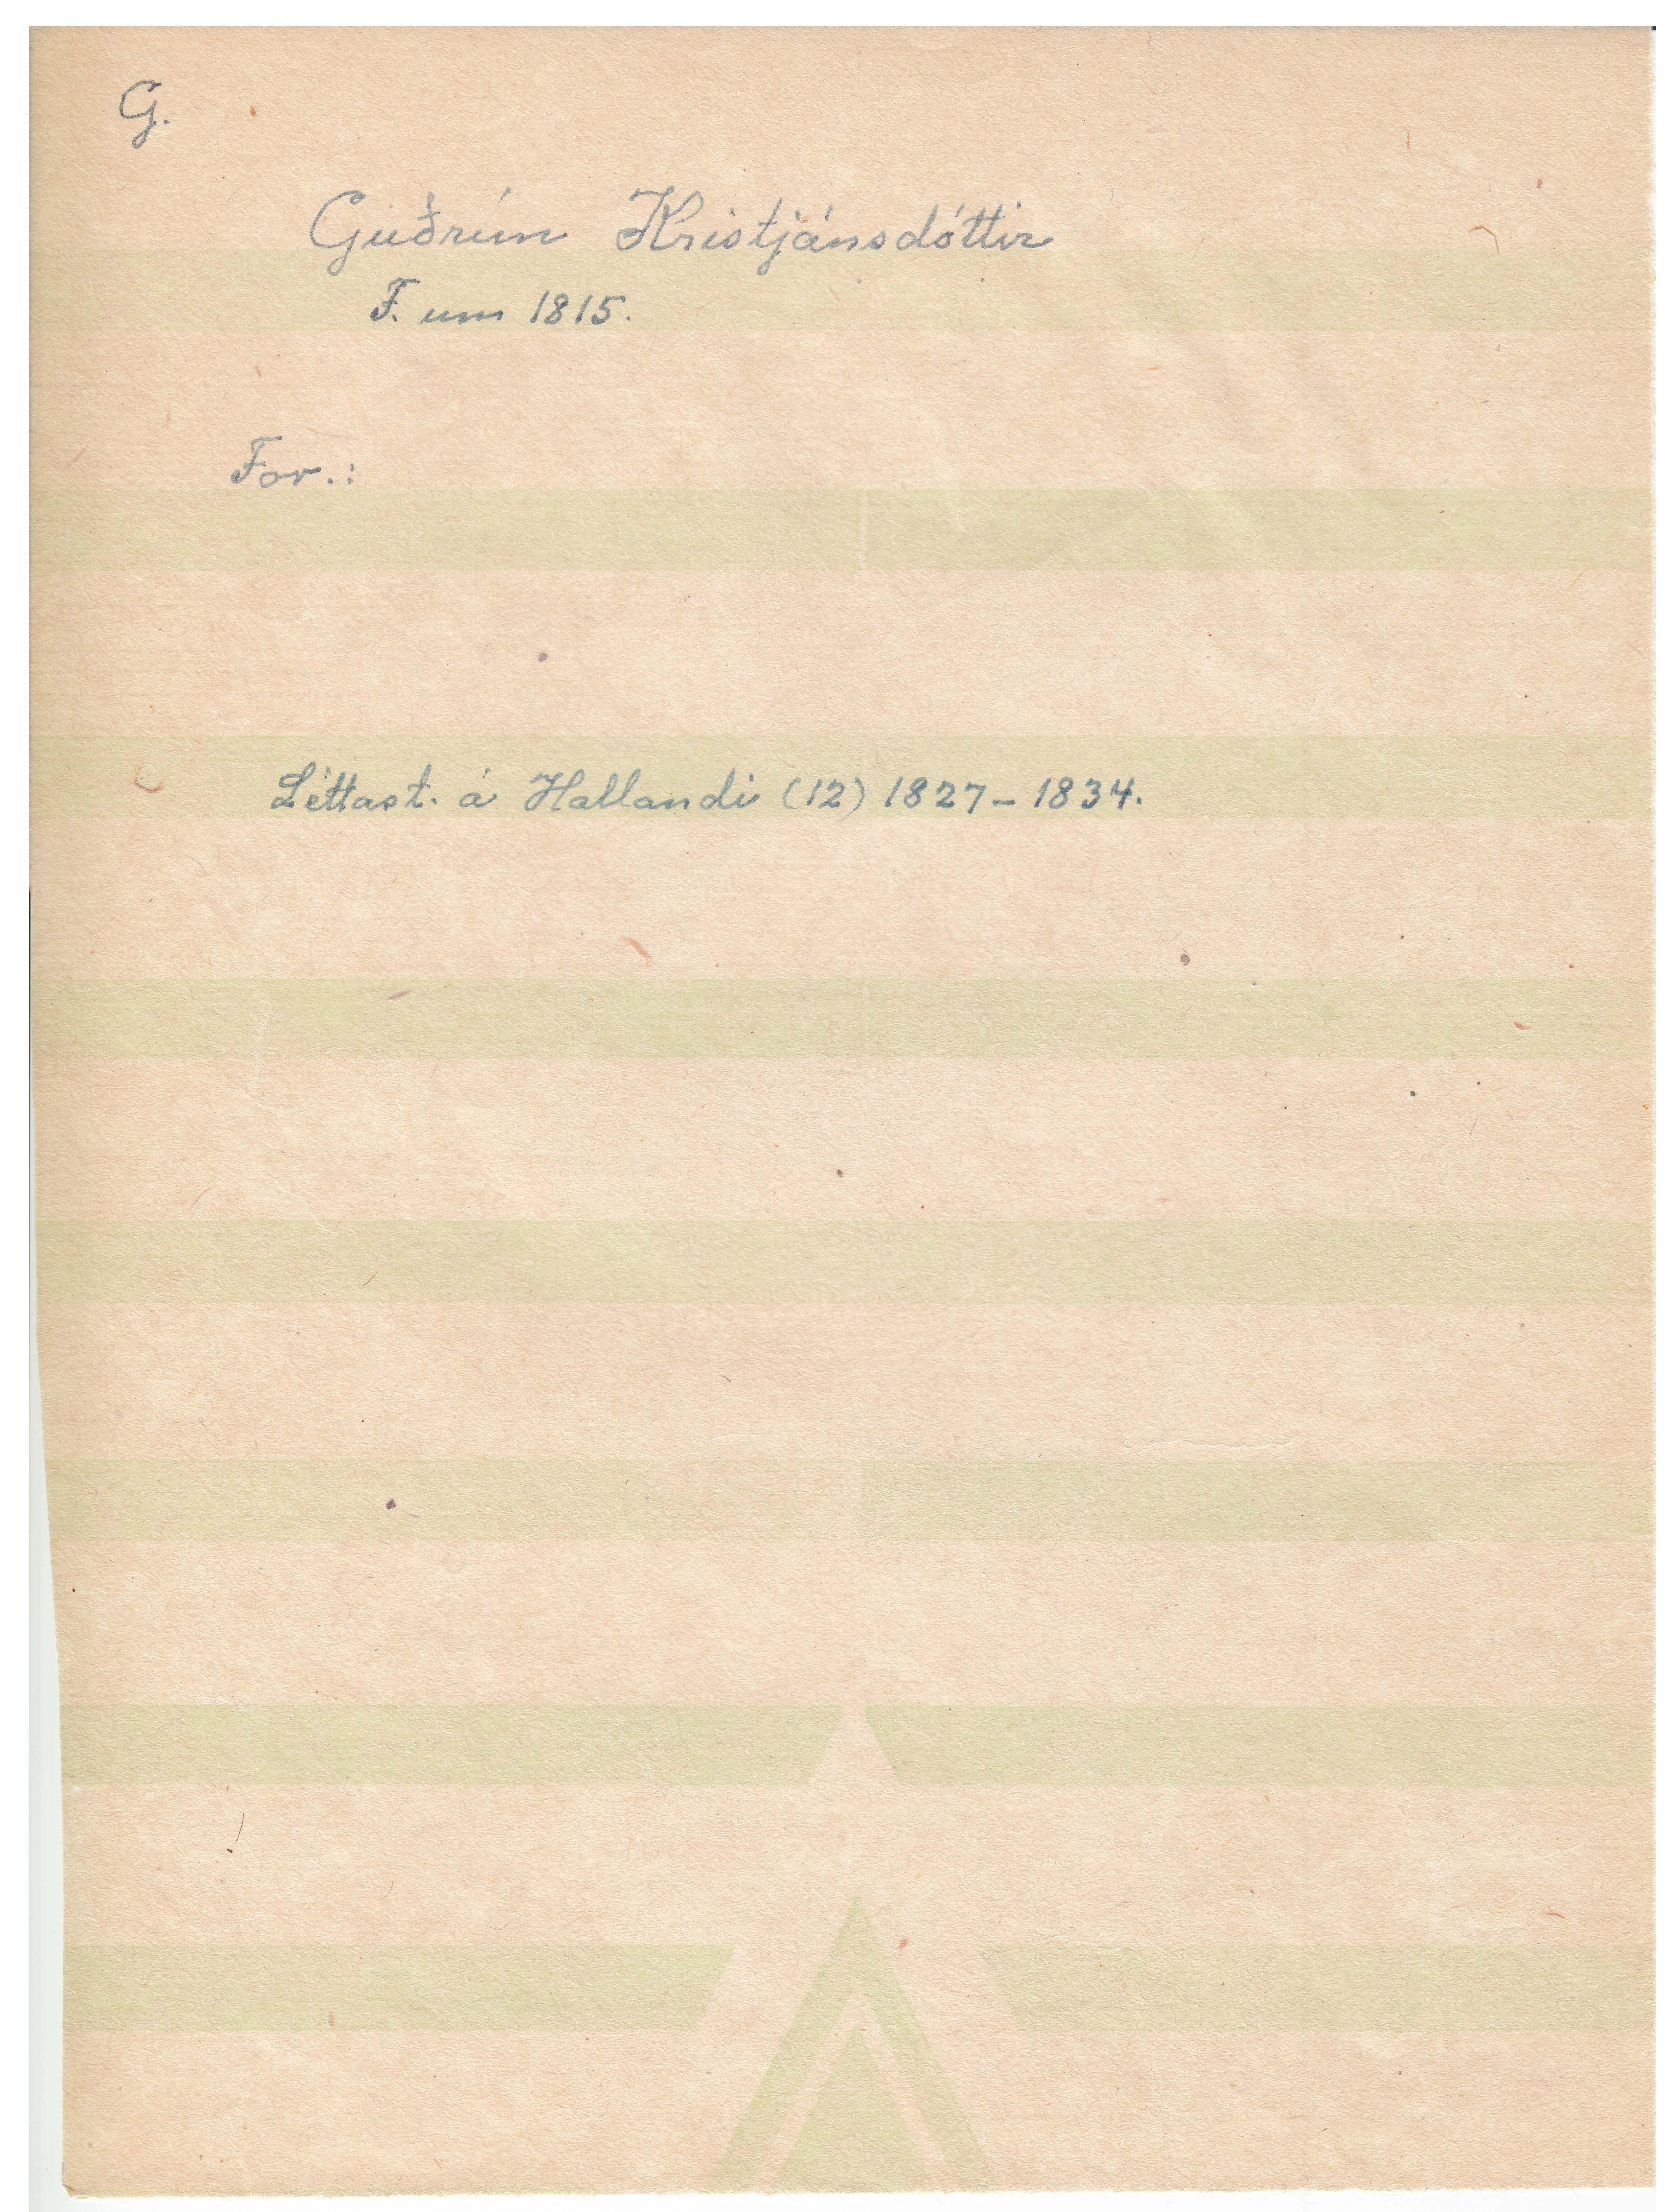 G.
Guðrún Kristjánsdóttir
F. um 1815.
For.:
Léttast. á Hallandi (12) 1827-1834.